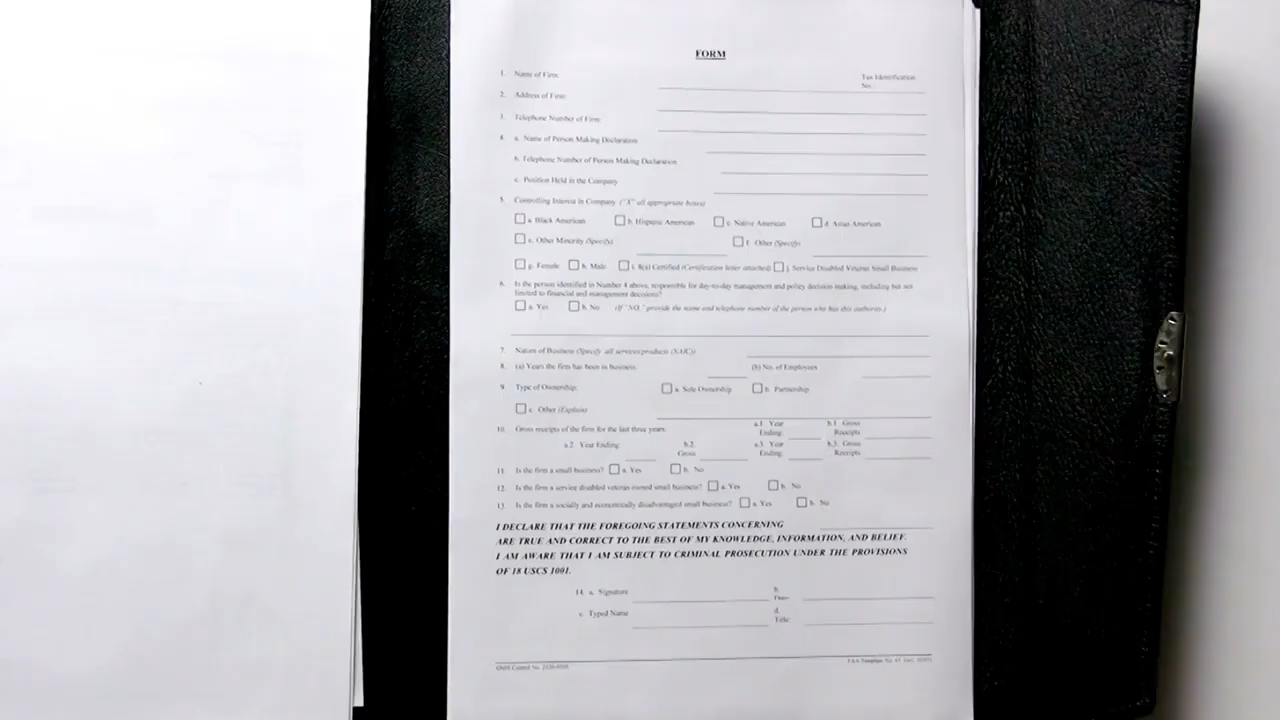 FORM
1. Name of Firm: Tax Identification No.:
2. Address of Firm:
3. Telephone Number of Firm:
4. a. Name of Person Making Declaration
b. Telephone Number of Person Making Declaration
c. Position Held in the Company
5. Controlling Interest in Company ("X" all appropriate boxes)
a. Black American b. Hispanic American c. Native American d. Asian American
e. Other Minority (Specify) f. Other (Specify)
g. Female h. Male i. 8(a) Certified (Certification letter attached) j. Service Disabled Veteran Small Business
6. Is the person identified in Number 4 above, responsible for day-to-day management and policy decision making, including but not
limited to financial and management decisions?
a. Yes b. No (If "NO," provide the name and telephone number of the person who has this authority.)
7. Nature of Business (Specify all services/products (NAIC))
8. (a) Years the firm has been in business: (b) No. of Employees
9. Type of Ownership: a. Sole Ownership b. Partnership
c. Other (Explain)
10. Gross receipts of the firm for the last three years: a.1. Year Ending: b.1. Gross Receipts
a.2. Year Ending: b.2. Gross a.3. Year Ending: b.3. Gross Receipts
11. Is the firm a small business? a. Yes b. No
12. Is the firm a service disabled veteran owned small business? a. Yes b. No
13. Is the firm a socially and economically disadvantaged small business? a. Yes b. No
I DECLARE THAT THE FOREGOING STATEMENTS CONCERNING
ARE TRUE AND CORRECT TO THE BEST OF MY KNOWLEDGE, INFORMATION, AND BELIEF.
I AM AWARE THAT I AM SUBJECT TO CRIMINAL PROSECUTION UNDER THE PROVISIONS
OF 18 USCS 1001.
14. a. Signature b. Date:
c. Typed Name d. Title:
OMB Control No.
FAA Template No.